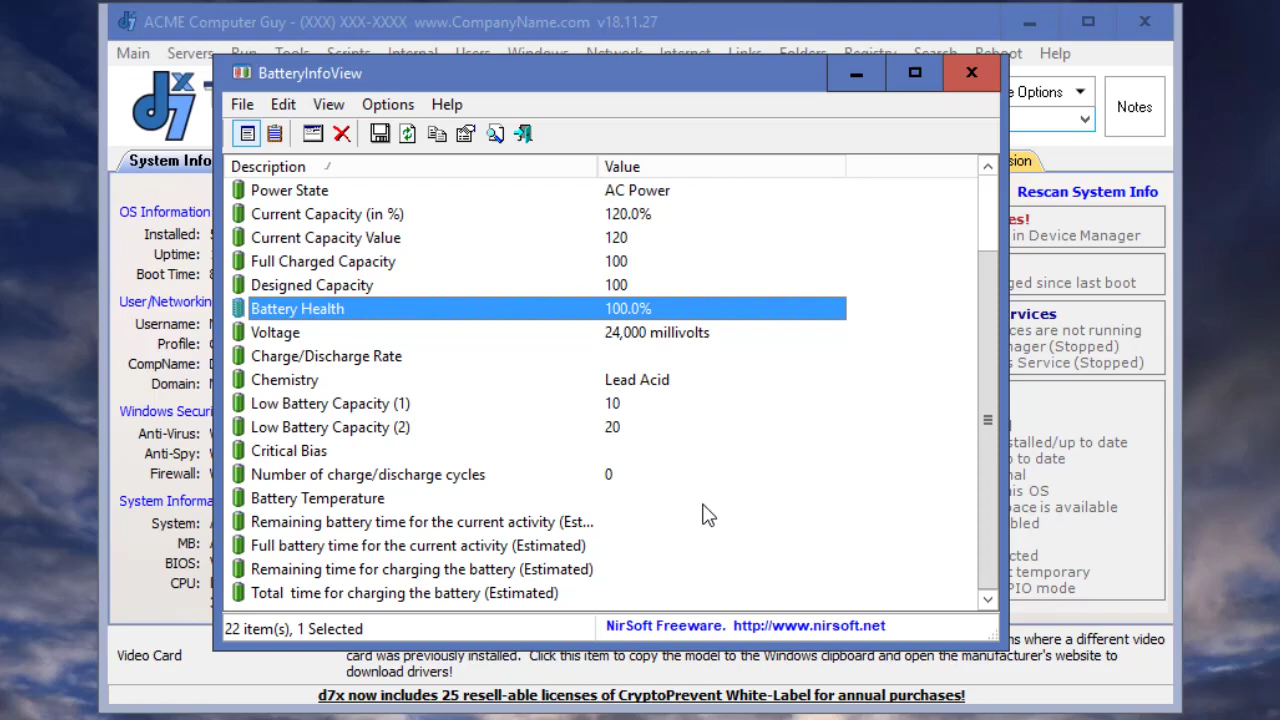 ACME Computer Guy - (XXX) XXX-XXXX www.CompanyName.com v18.11.27
Main Servers Run Tools Scripts Internal Users Windows Network Internet Links Folders Registry Search Reboot Help
d7x
Options
Notes
BatteryInfoView
File Edit View Options Help
Description / Value
Power State AC Power
Current Capacity (in %) 120.0%
Current Capacity Value 120
Full Charged Capacity 100
Designed Capacity 100
Battery Health 100.0%
Voltage 24,000 millivolts
Charge/Discharge Rate
Chemistry Lead Acid
Low Battery Capacity (1) 10
Low Battery Capacity (2) 20
Critical Bias
Number of charge/discharge cycles 0
Battery Temperature
Remaining battery time for the current activity (Est...
Full battery time for the current activity (Estimated)
Remaining time for charging the battery (Estimated)
Total time for charging the battery (Estimated)
22 item(s), 1 Selected NirSoft Freeware. http://www.nirsoft.net
System Info
OS Information
Installed:
Uptime:
Boot Time:
User/Networking
Username:
Profile:
CompName:
Domain:
Windows Secur
Anti-Virus:
Anti-Spy:
Firewall:
System Informa
System:
MB:
BIOS:
CPU:
Rescan System Info
in Device Manager
ged since last boot
rvices
ces are not running
nager (Stopped)
s Service (Stopped)
stalled/up to date
p to date
nal
his OS
pace is available
bled
cted
t temporary
PIO mode
Video Card
ns where a different video
card was previously installed. Click this item to copy the model to the Windows clipboard and open the manufacturer's website to
download drivers!
d7x now includes 25 resell-able licenses of CryptoPrevent White-Label for annual purchases!